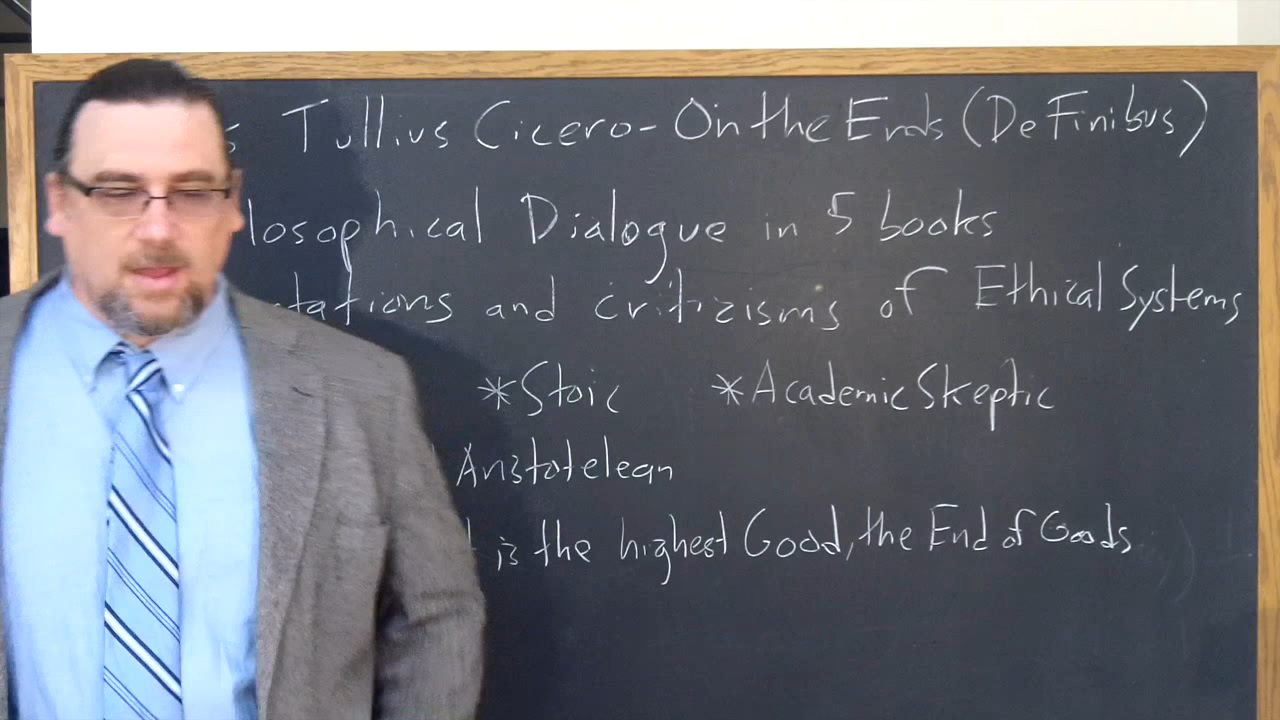 s Tullius Cicero - On the Ends (De Finibus)
losophical Dialogue in 5 books
tations and criticisms of Ethical Systems
*Stoic *Academic Skeptic
Aristotelean
is the highest Good, the End of Goods